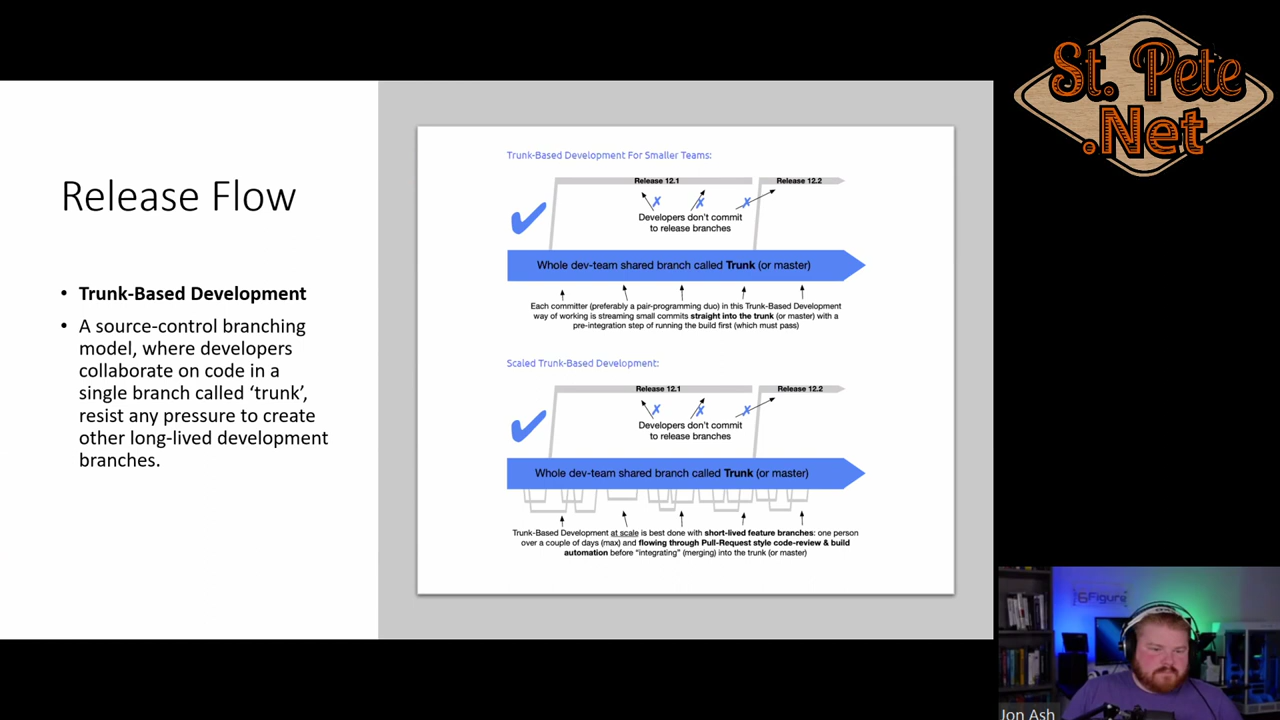 St. Pete
.Net
Release Flow
• Trunk-Based Development
• A source-control branching
model, where developers
collaborate on code in a
single branch called ‘trunk’,
resist any pressure to create
other long-lived development
branches.
Trunk-Based Development For Smaller Teams:
Release 12.1
Release 12.2
Developers don't commit
to release branches
Whole dev-team shared branch called Trunk (or master)
Each committer (preferably a pair-programming duo) in this Trunk-Based Development
way of working is streaming small commits straight into the trunk (or master) with a
pre-integration step of running the build first (which must pass)
Scaled Trunk-Based Development:
Release 12.1
Release 12.2
Developers don't commit
to release branches
Whole dev-team shared branch called Trunk (or master)
Trunk-Based Development at scale is best done with short-lived feature branches: one person
over a couple of days (max) and flowing through Pull-Request style code-review & build
automation before "integrating" (merging) into the trunk (or master)
6Figure
Jon Ash